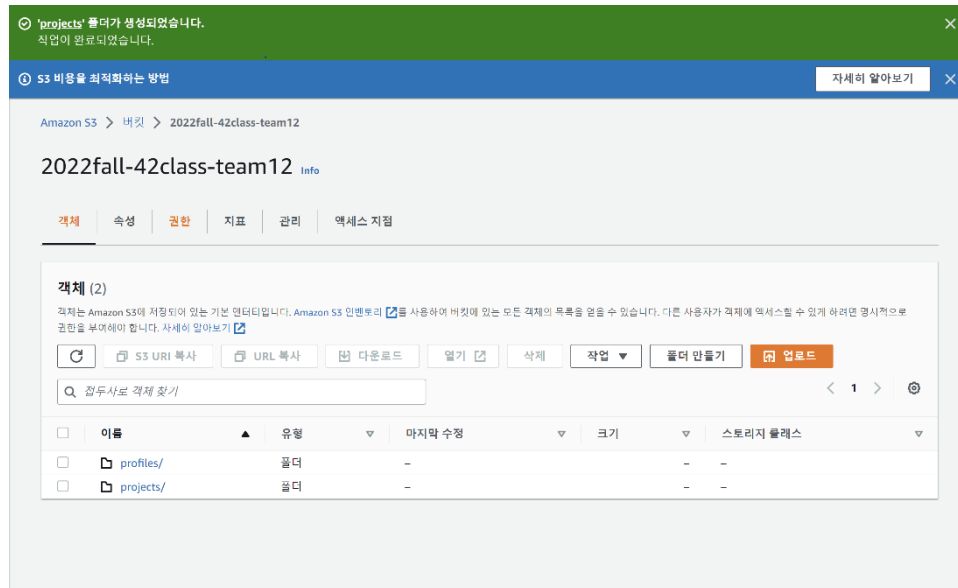 'projects' 폴더가 생성되었습니다.
작업이 완료되었습니다.
S3 비용을 최적화하는 방법
자세히 알아보기
Amazon S3 > 버킷 > 2022fall-42class-team12
2022fall-42class-team12 Info
객체 속성 권한 지표 관리 액세스 지점
객체 (2)
객체는 Amazon S3에 저장되어 있는 기본 엔터티입니다. Amazon S3 인벤토리 를 사용하여 버킷에 있는 모든 객체의 목록을 얻을 수 있습니다. 다른 사용자가 객체에 액세스할 수 있게 하려면 명시적으로
권한을 부여해야 합니다. 자세히 알아보기
S3 URI 복사 URL 복사 다운로드 열기 삭제 작업 폴더 만들기 업로드
접두사로 객체 찾기
1
이름 유형 마지막 수정 크기 스토리지 클래스
profiles/ 폴더 – – –
projects/ 폴더 – – –